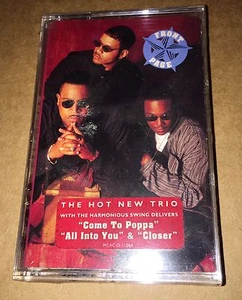 FRONT
PAGE
THE HOT NEW TRIO
WITH THE HARMONIOUS SWING DELIVERS
"Come To Poppa"
"All Into You" & "Closer"